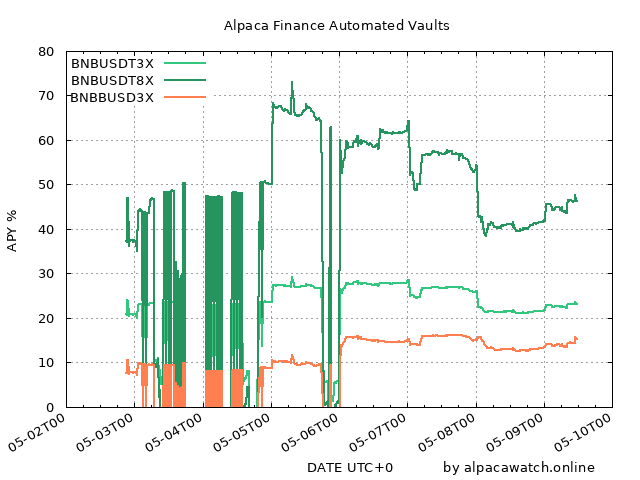 Alpaca Finance Automated Vaults
BNBUSDT3X
BNBUSDT8X
BNBBUSD3X
80
70
60
50
40
30
20
10
0
APY %
05-02T00
05-03T00
05-04T00
05-05T00
05-06T00
05-07T00
05-08T00
05-09T00
05-10T00
DATE UTC+0
by alpacawatch.online